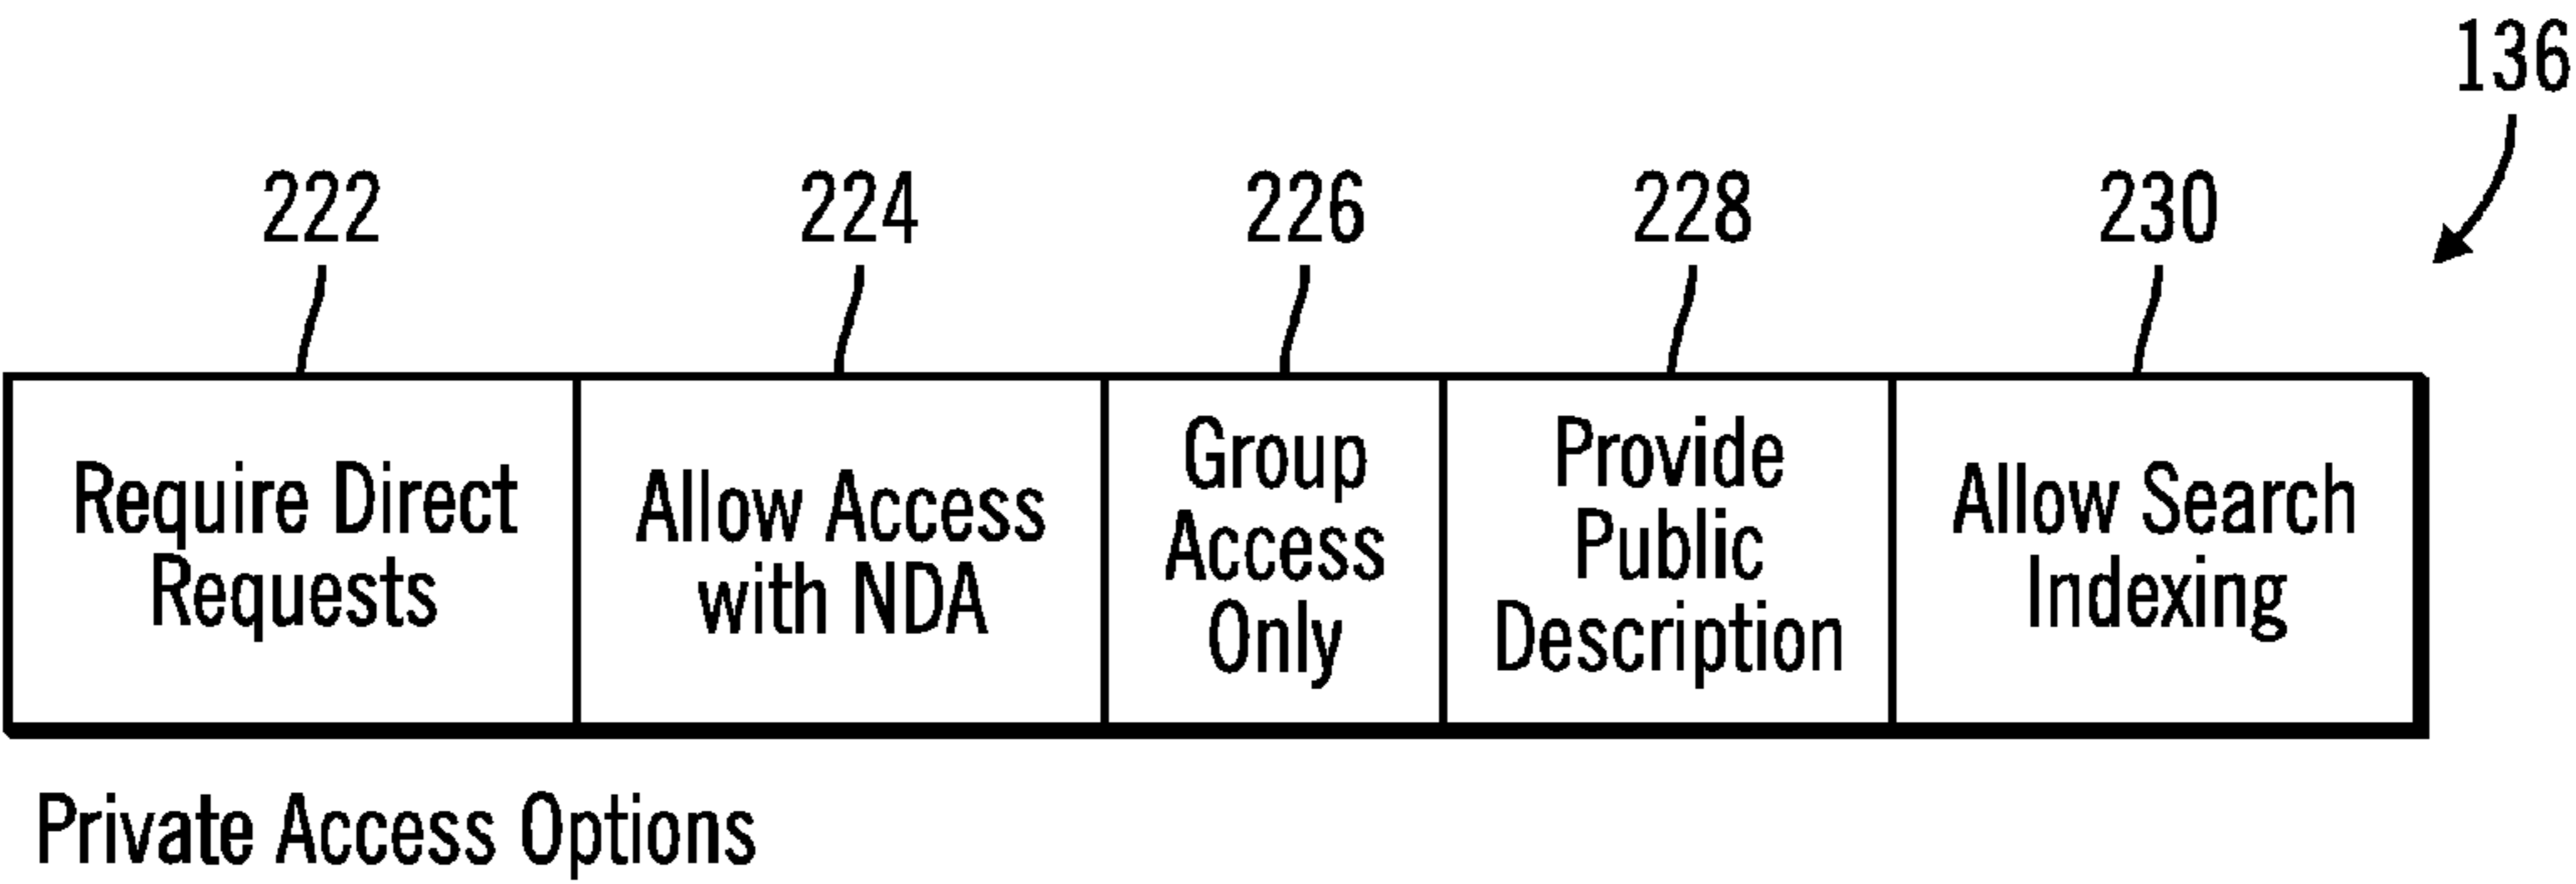 136
222
224
226
228
230
Require Direct
Requests
Allow Access
with NDA
Group
Access
Only
Provide
Public
Description
Allow Search
Indexing
Private Access Options